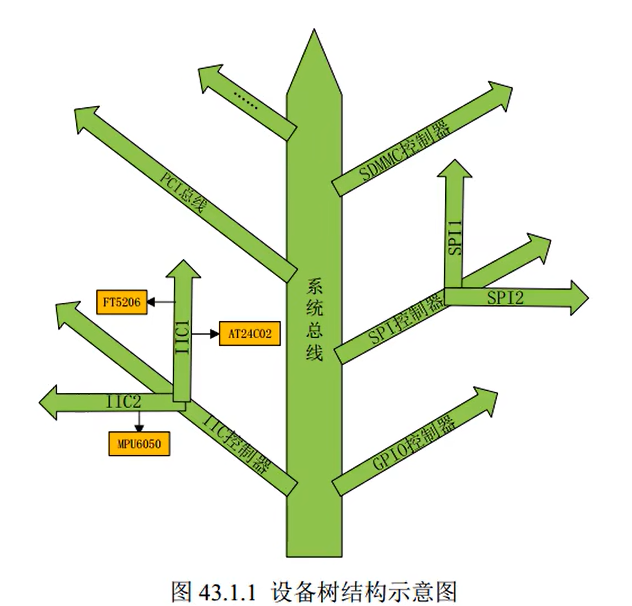 ……
SDMMC控制器
PCI总线
SPI1
系统总线
FT5206
IIC1
AT24C02
SPI控制器
SPI2
IIC2
MPU6050
IIC控制器
GPIO控制器
图 43.1.1 设备树结构示意图